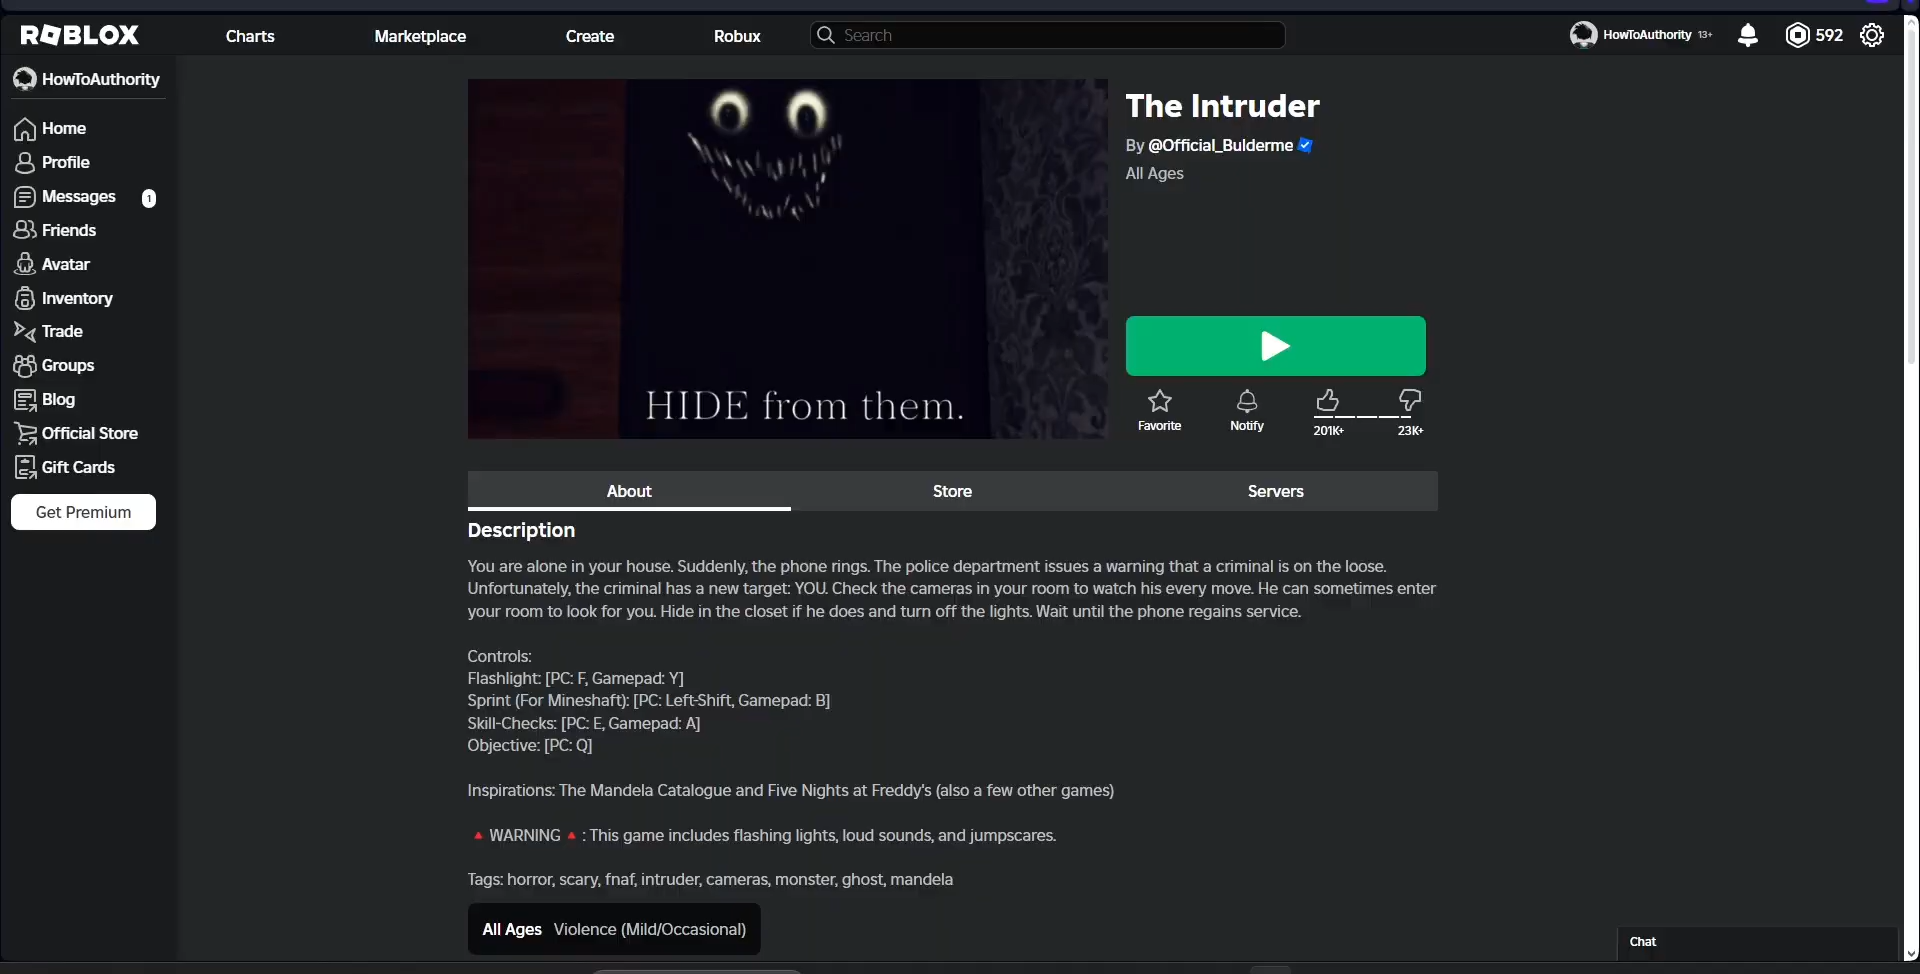 ROBLOX
Charts
Marketplace
Create
Robux
Search
HowToAuthority 13+
592
HowToAuthority
Home
Profile
Messages 1
Friends
Avatar
Inventory
Trade
Groups
Blog
Official Store
Gift Cards
Get Premium
HIDE from them.
The Intruder
By @Official_Bulderme
All Ages
Favorite
Notify
201K+
23K+
About
Store
Servers
Description
You are alone in your house. Suddenly, the phone rings. The police department issues a warning that a criminal is on the loose.
Unfortunately, the criminal has a new target: YOU. Check the cameras in your room to watch his every move. He can sometimes enter
your room to look for you. Hide in the closet if he does and turn off the lights. Wait until the phone regains service.
Controls:
Flashlight: [PC: F, Gamepad: Y]
Sprint (For Mineshaft): [PC: Left-Shift, Gamepad: B]
Skill-Checks: [PC: E, Gamepad: A]
Objective: [PC: Q]
Inspirations: The Mandela Catalogue and Five Nights at Freddy's (also a few other games)
🔺WARNING🔺: This game includes flashing lights, loud sounds, and jumpscares.
Tags: horror, scary, fnaf, intruder, cameras, monster, ghost, mandela
All Ages Violence (Mild/Occasional)
Chat